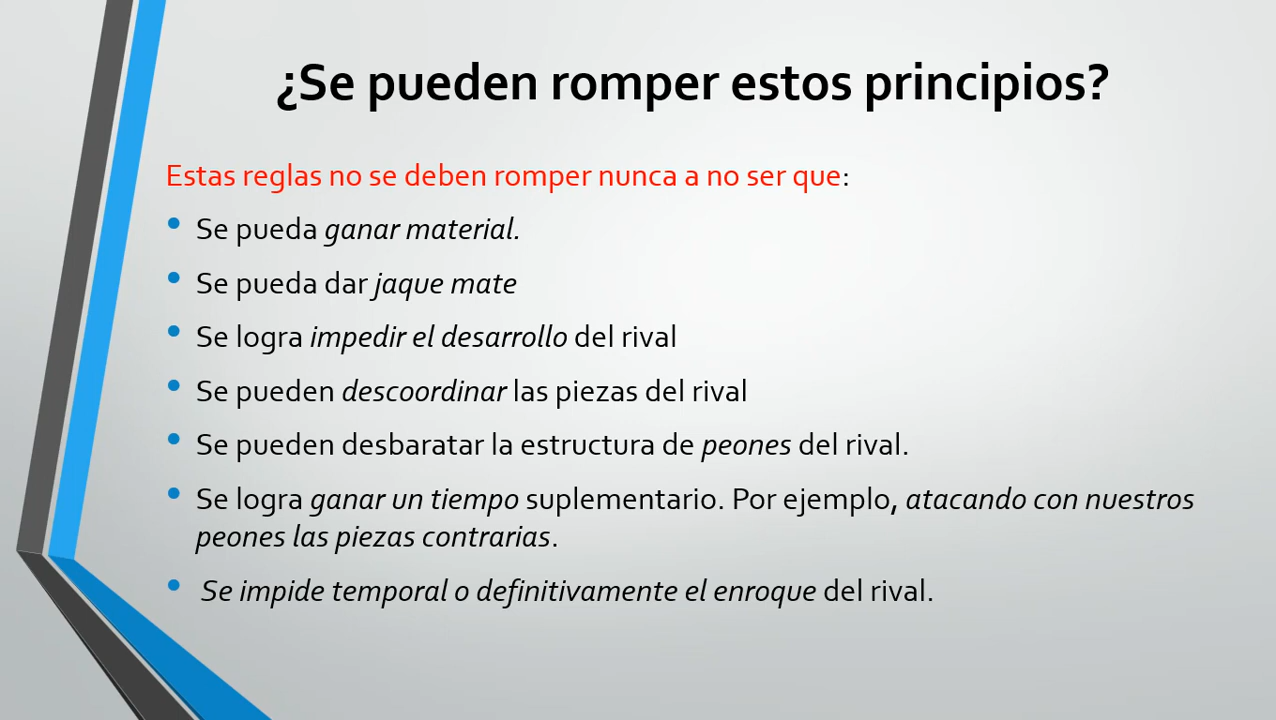 ¿Se pueden romper estos principios?
Estas reglas no se deben romper nunca a no ser que:
• Se pueda ganar material.
• Se pueda dar jaque mate
• Se logra impedir el desarrollo del rival
• Se pueden descoordinar las piezas del rival
• Se pueden desbaratar la estructura de peones del rival.
• Se logra ganar un tiempo suplementario. Por ejemplo, atacando con nuestros
peones las piezas contrarias.
• Se impide temporal o definitivamente el enroque del rival.